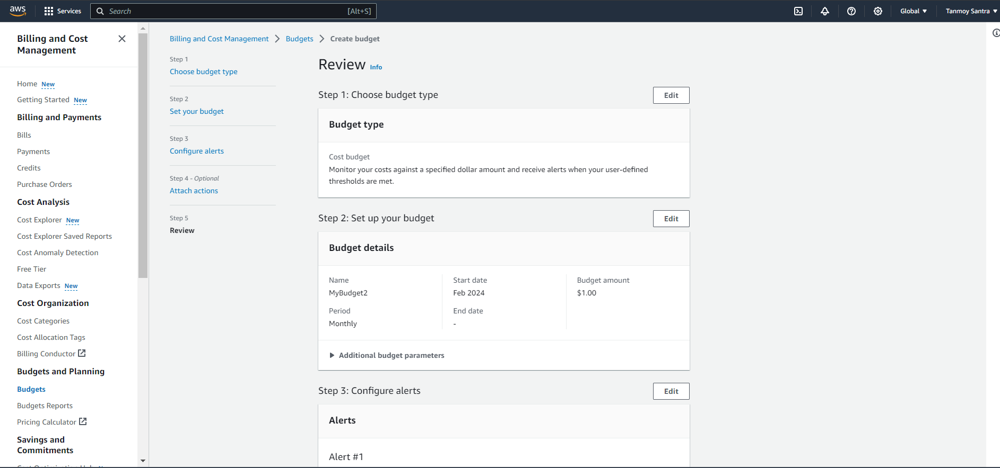 aws
Services
Search [Alt+S]
Global
Tanmoy Santra
Billing and Cost
Management
Home New
Getting Started New
Billing and Payments
Bills
Payments
Credits
Purchase Orders
Cost Analysis
Cost Explorer New
Cost Explorer Saved Reports
Cost Anomaly Detection
Free Tier
Data Exports New
Cost Organization
Cost Categories
Cost Allocation Tags
Billing Conductor
Budgets and Planning
Budgets
Budgets Reports
Pricing Calculator
Savings and
Commitments
Billing and Cost Management > Budgets > Create budget
Step 1
Choose budget type
Step 2
Set your budget
Step 3
Configure alerts
Step 4 - Optional
Attach actions
Step 5
Review
Review Info
Step 1: Choose budget type
Edit
Budget type
Cost budget
Monitor your costs against a specified dollar amount and receive alerts when your user-defined
thresholds are met.
Step 2: Set up your budget
Edit
Budget details
Name
MyBudget2
Period
Monthly
Start date
Feb 2024
End date
-
Budget amount
$1.00
Additional budget parameters
Step 3: Configure alerts
Edit
Alerts
Alert #1